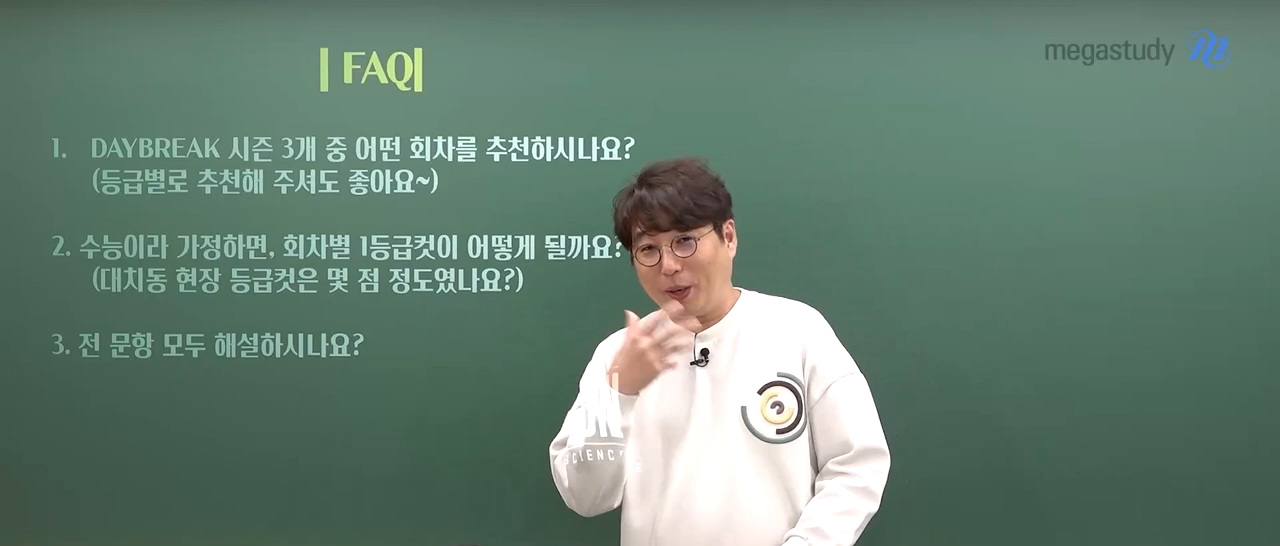 megastudy
FAQ
1. DAYBREAK 시즌 3개 중 어떤 회차를 추천하시나요?
(등급별로 추천해 주셔도 좋아요~)
2. 수능이라 가정하면, 회차별 1등급컷이 어떻게 될까요?
(대치동 현장 등급컷은 몇 점 정도였나요?)
3. 전 문항 모두 해설하시나요?